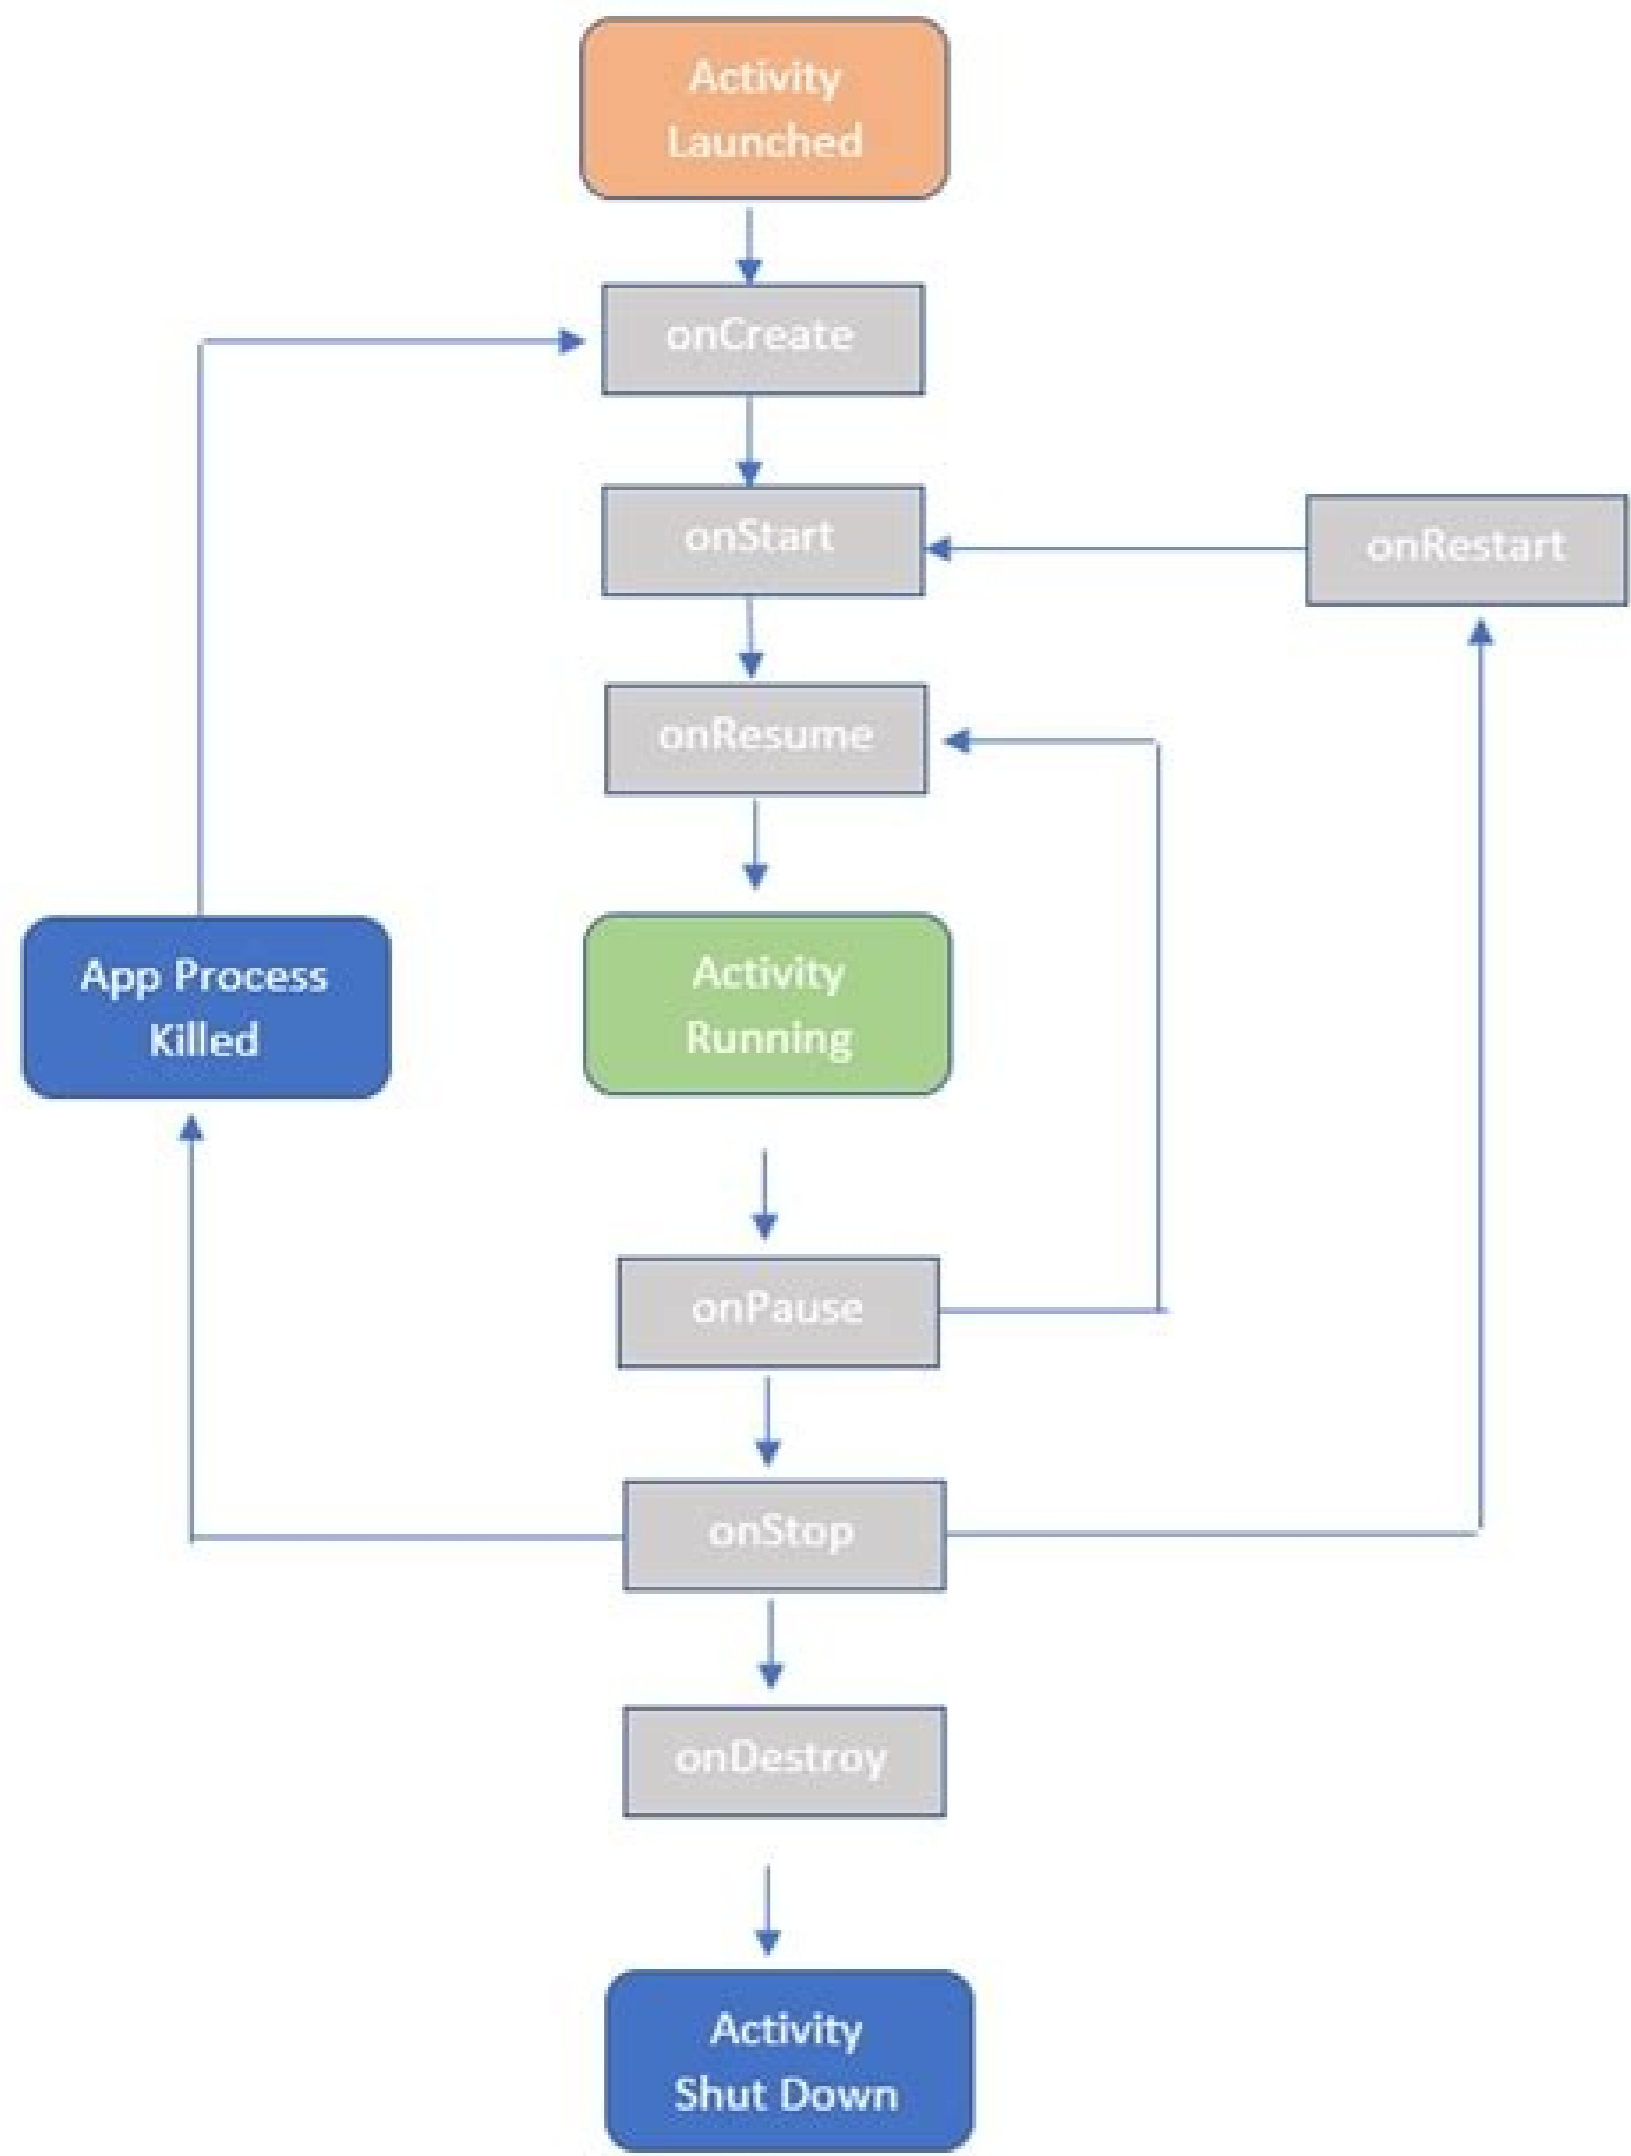 Activity
Launched
onCreate
onStart
onRestart
onResume
App Process
Killed
Activity
Running
onPause
onStop
onDestroy
Activity
Shut Down